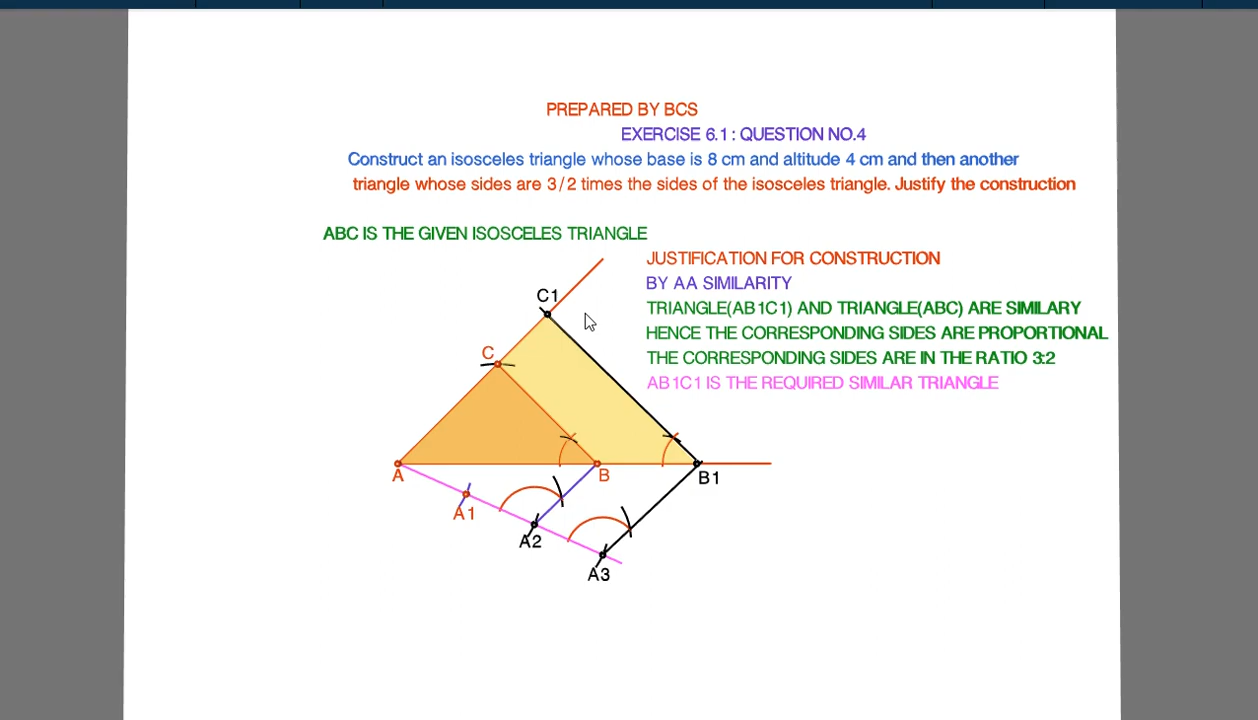 PREPARED BY BCS
EXERCISE 6.1 : QUESTION NO.4
Construct an isosceles triangle whose base is 8 cm and altitude 4 cm and then another
triangle whose sides are 3/2 times the sides of the isosceles triangle. Justify the construction
ABC IS THE GIVEN ISOSCELES TRIANGLE
JUSTIFICATION FOR CONSTRUCTION
BY AA SIMILARITY
TRIANGLE(AB1C1) AND TRIANGLE(ABC) ARE SIMILARY
HENCE THE CORRESPONDING SIDES ARE PROPORTIONAL
THE CORRESPONDING SIDES ARE IN THE RATIO 3:2
AB1C1 IS THE REQUIRED SIMILAR TRIANGLE
C1
C
A
B
B1
A1
A2
A3